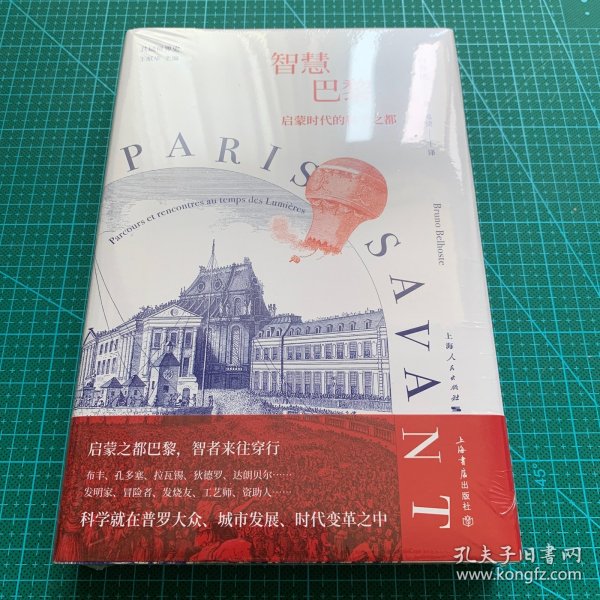 智慧
巴黎
启蒙时代的科学之都
PARIS
SAVANT
Parcours et rencontres au temps des Lumières
Bruno Belhoste
上海人民出版社
上海书店出版社
启蒙之都巴黎，智者来往穿行
布丰、孔多塞、拉瓦锡、狄德罗、达朗贝尔……
发明家、冒险者、发烧友、工艺师、资助人……
科学就在普罗大众、城市发展、时代变革之中
45
孔夫子旧书网
www.kongfz.com